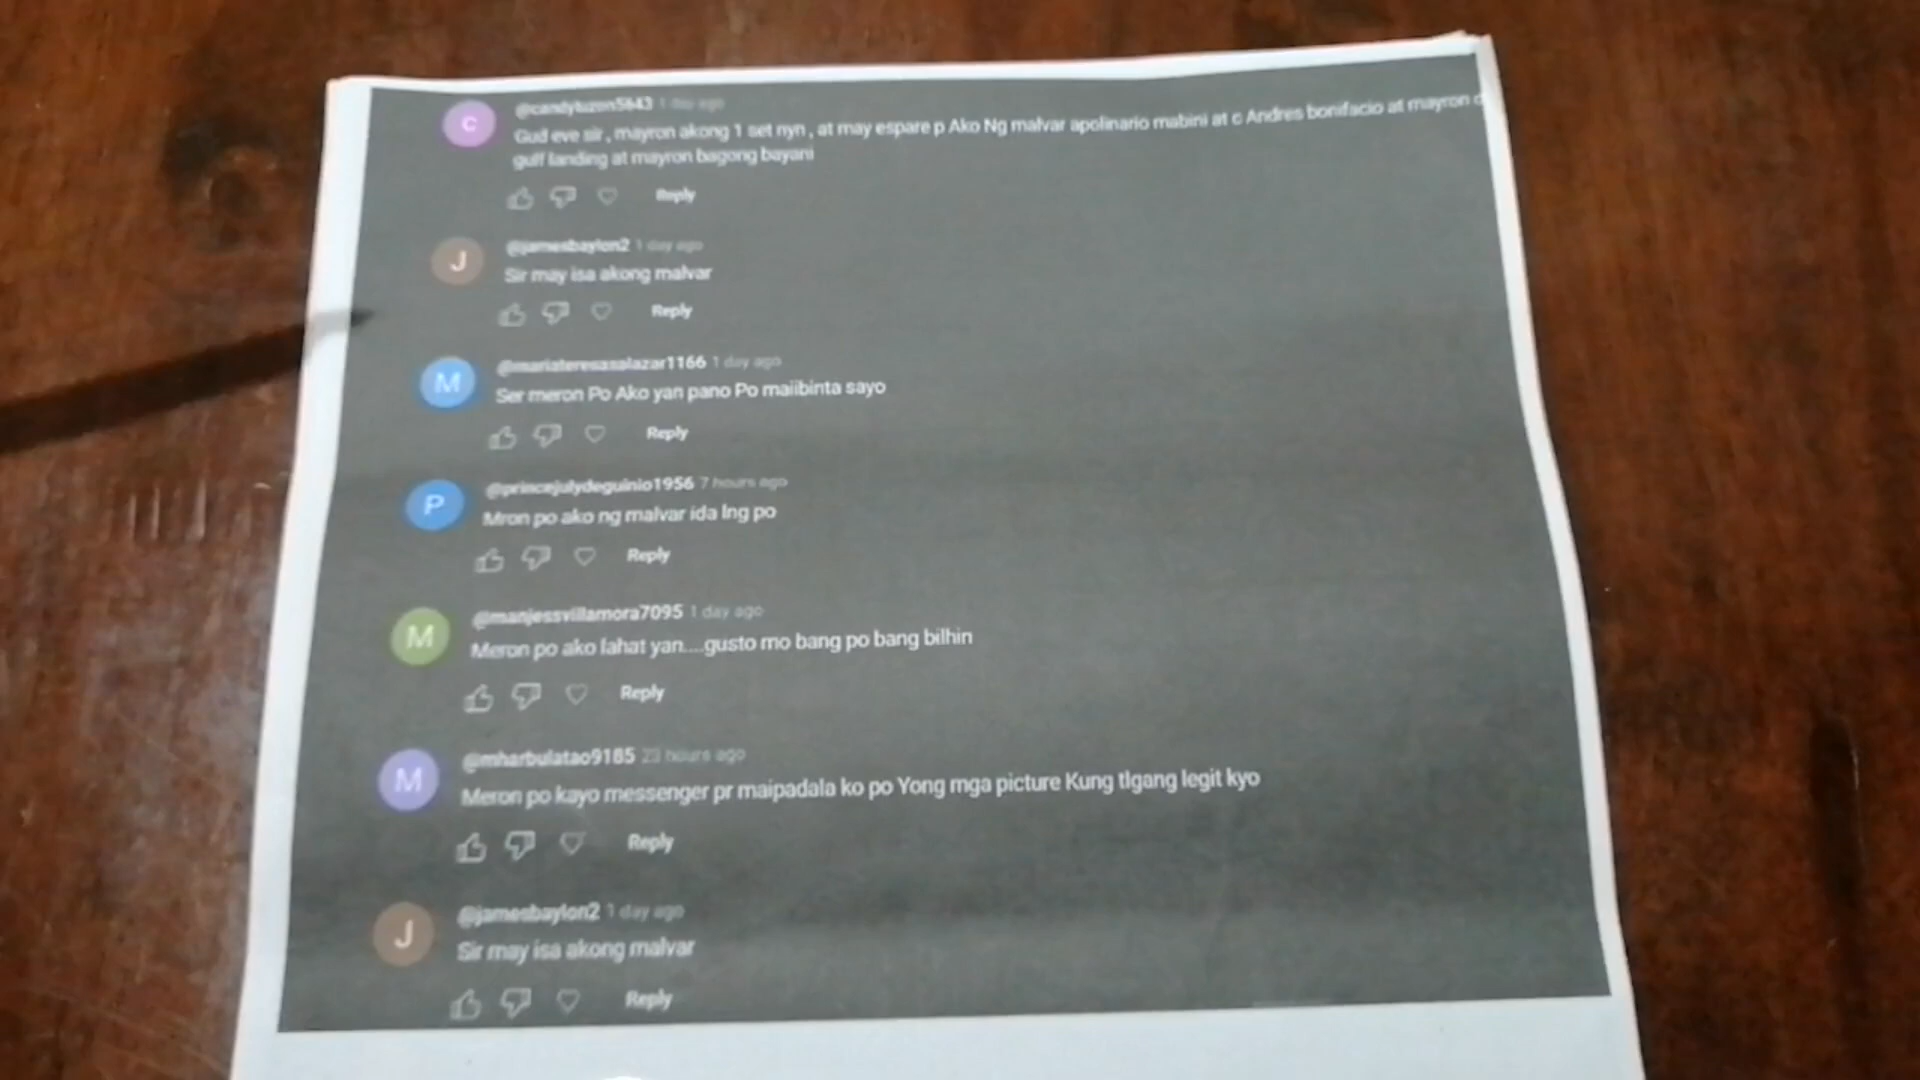 C
@candyluzon5643 1 day ago
Gud eve sir , mayron akong 1 set nyn , at may espare p Ako Ng malvar apolinario mabini at c Andres bonifacio at mayron c
gulf landing at mayron bagong bayani
Reply
J
@jamesbaylon2 1 day ago
Sir may isa akong malvar
Reply
M
@mariateresasalazar1166 1 day ago
Ser meron Po Ako yan pano Po maiibinta sayo
Reply
P
@princejulydeguinio1956 7 hours ago
Mron po ako ng malvar ida lng po
Reply
M
@manjessvillamora7095 1 day ago
Meron po ako lahat yan....gusto mo bang po bang bilhin
Reply
M
@mharbulatao9185 23 hours ago
Meron po kayo messenger pr maipadala ko po Yong mga picture Kung tlgang legit kyo
Reply
J
@jamesbaylon2 1 day ago
Sir may isa akong malvar
Reply